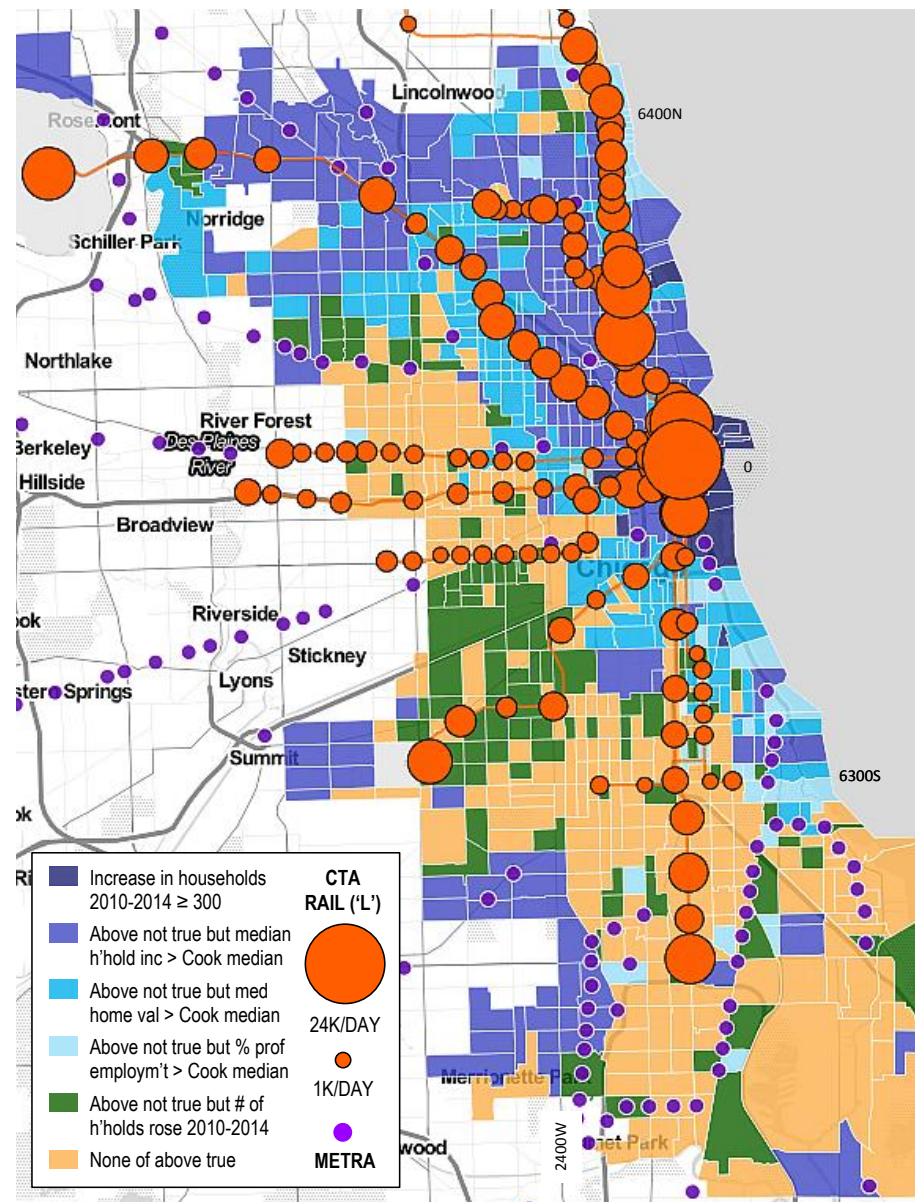 Lincolnwood
6400N
Rosemont
Norridge
Schiller Park
Northlake
River Forest
Des Plaines
River
Berkeley
Hillside
0
Broadview
Riverside
Stickney
Lyons
Summit
6300S
Increase in households
2010-2014 ≥ 300
Above not true but median
h'hold inc > Cook median
Above not true but med
home val > Cook median
Above not true but % prof
employm't > Cook median
Above not true but # of
h'holds rose 2010-2014
None of above true
CTA
RAIL ('L')
24K/DAY
1K/DAY
METRA
2400W
Merrionette Park